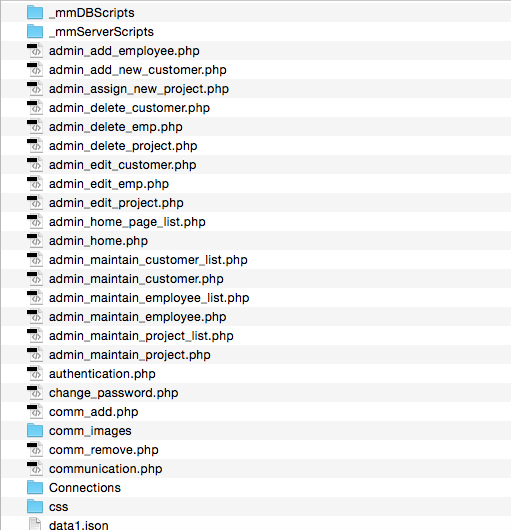 _mmDBScripts
_mmServerScripts
admin_add_employee.php
admin_add_new_customer.php
admin_assign_new_project.php
admin_delete_customer.php
admin_delete_emp.php
admin_delete_project.php
admin_edit_customer.php
admin_edit_emp.php
admin_edit_project.php
admin_home_page_list.php
admin_home.php
admin_maintain_customer_list.php
admin_maintain_customer.php
admin_maintain_employee_list.php
admin_maintain_employee.php
admin_maintain_project_list.php
admin_maintain_project.php
authentication.php
change_password.php
comm_add.php
comm_images
comm_remove.php
communication.php
Connections
css
data1.json